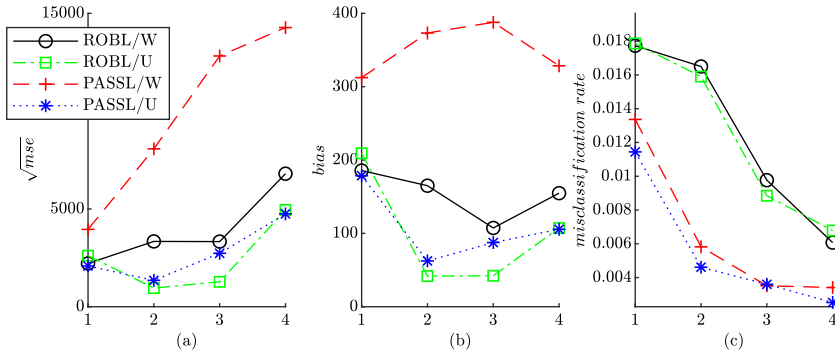 15000
5000
0
√mse
ROBL/W
ROBL/U
PASSL/W
PASSL/U
1 2 3 4
(a)
400
300
200
100
0
bias
1 2 3 4
(b)
0.018
0.016
0.014
0.012
0.01
0.008
0.006
0.004
misclassification rate
1 2 3 4
(c)